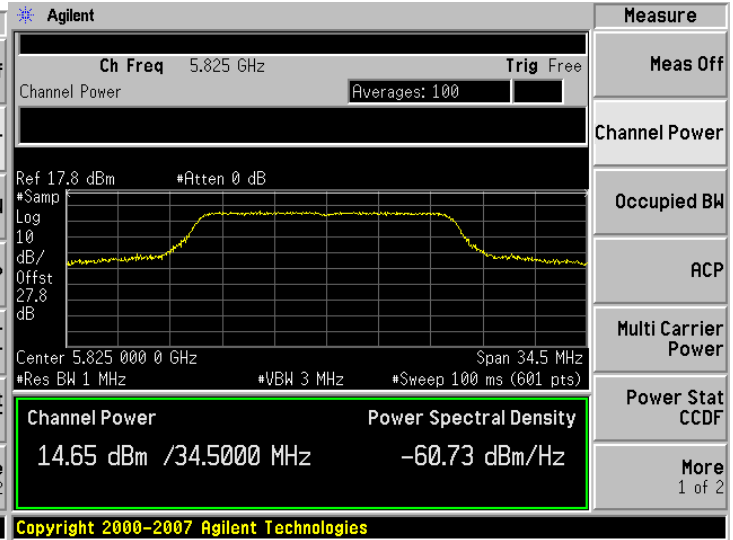 Agilent
Measure
Ch Freq 5.825 GHz Trig Free
Channel Power Averages: 100
Meas Off
Channel Power
Occupied BW
ACP
Multi Carrier
Power
Power Stat
CCDF
More
1 of 2
Ref 17.8 dBm #Atten 0 dB
#Samp
Log
10
dB/
Offst
27.8
dB
Center 5.825 000 0 GHz Span 34.5 MHz
#Res BW 1 MHz #VBW 3 MHz #Sweep 100 ms (601 pts)
Channel Power Power Spectral Density
14.65 dBm /34.5000 MHz -60.73 dBm/Hz
Copyright 2000-2007 Agilent Technologies